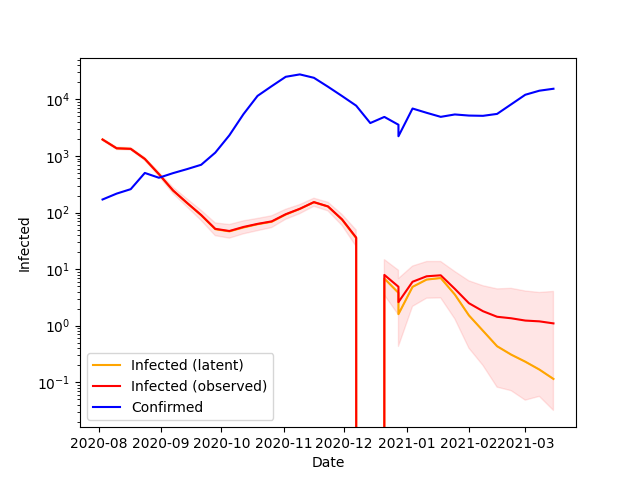 Infected
10^4
10^3
10^2
10^1
10^0
10^−1
Infected (latent)
Infected (observed)
Confirmed
2020-08 2020-09 2020-10 2020-11 2020-12 2021-01 2021-02 2021-03
Date